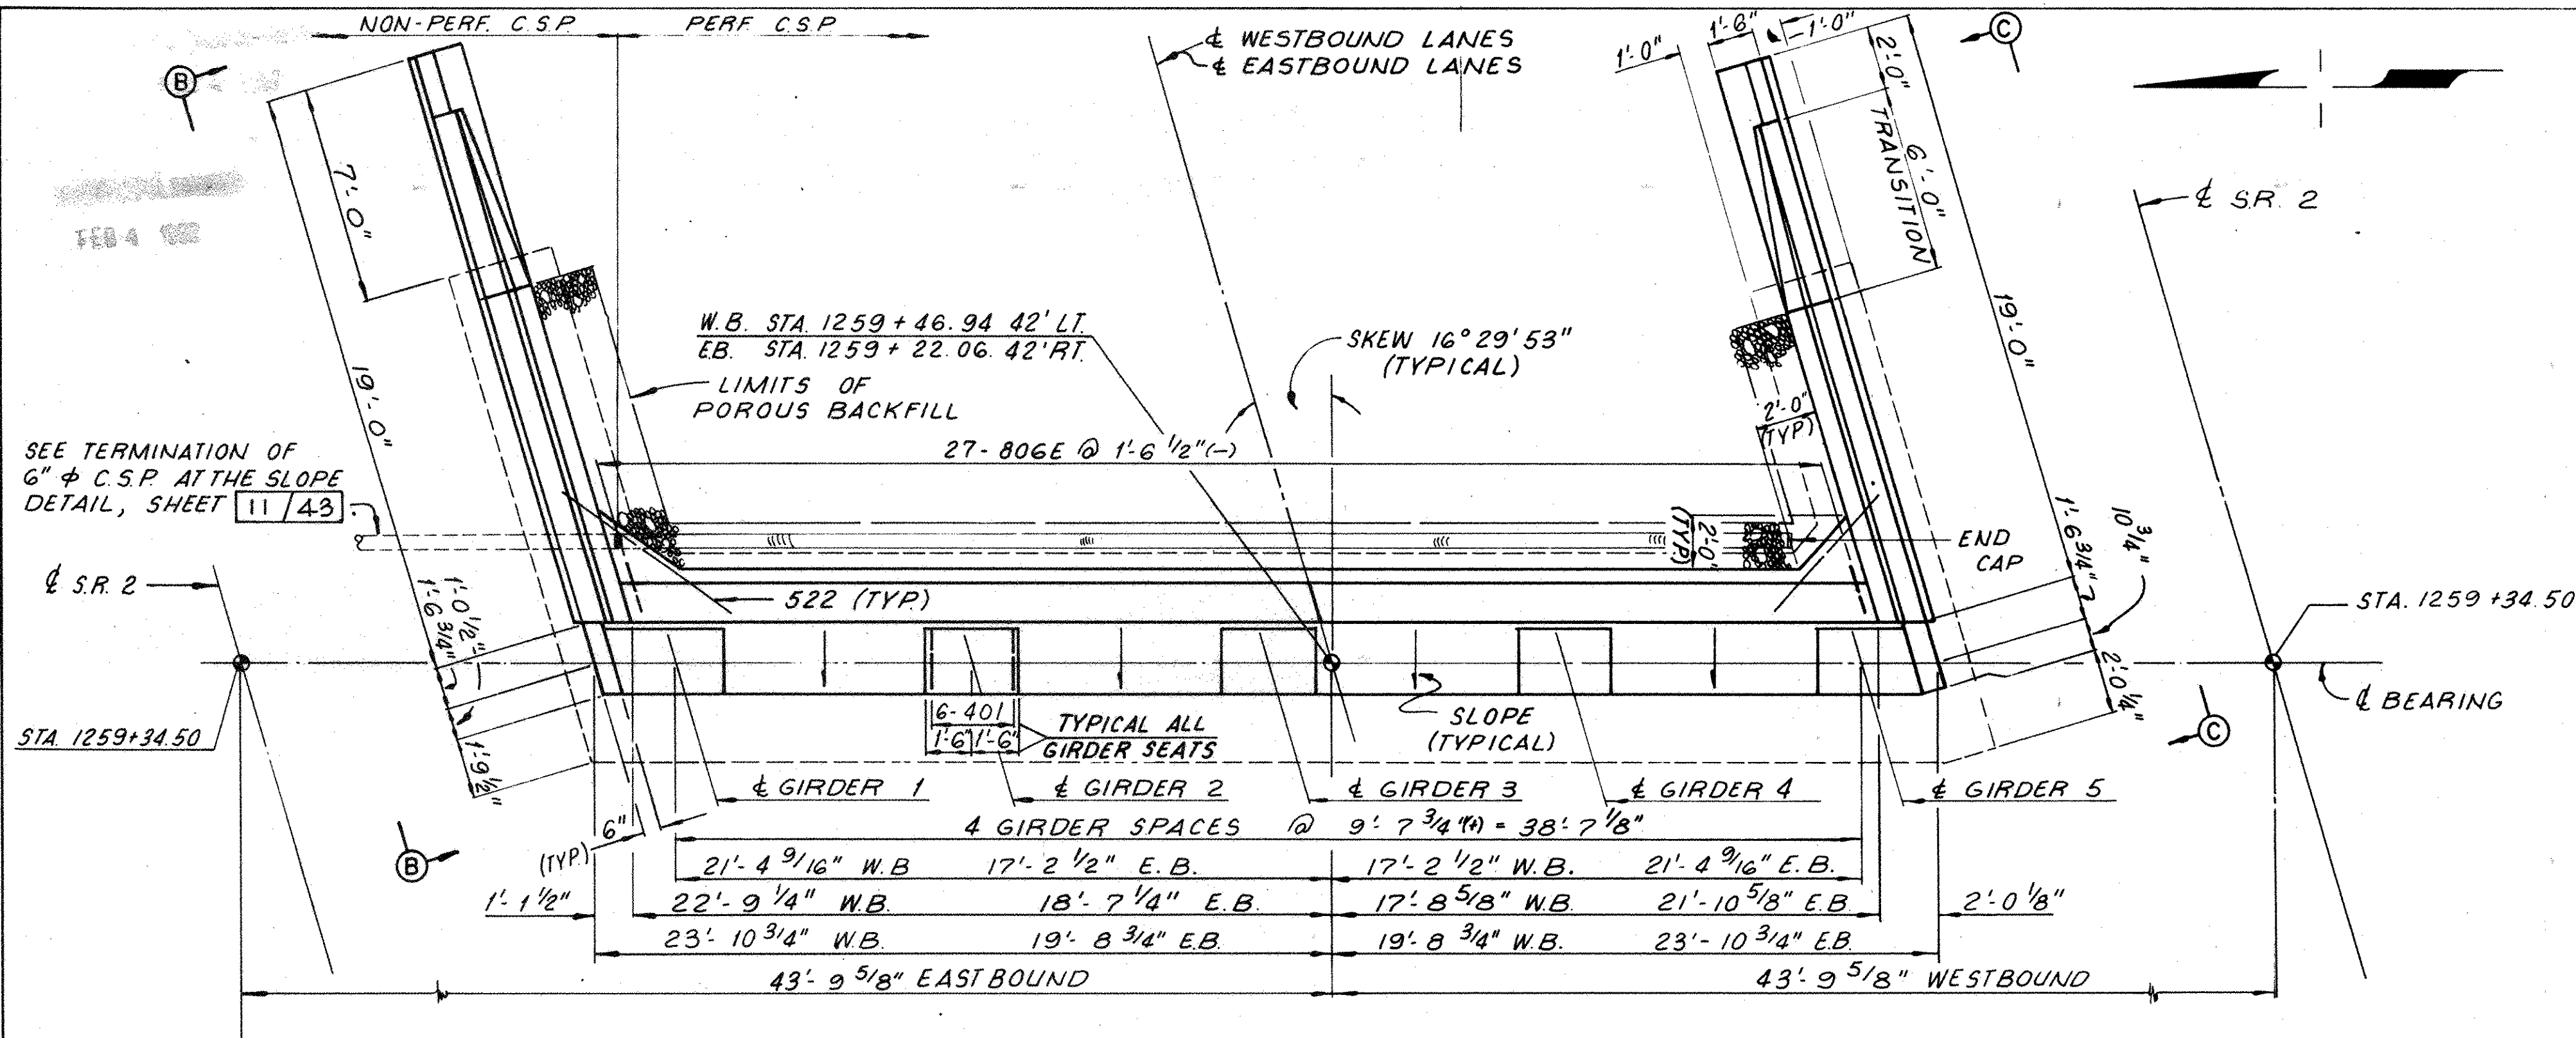 NON-PERF. C.S.P.
PERF. C.S.P.
℄ WESTBOUND LANES
℄ EASTBOUND LANES
1'-0"
1'-6"
1'-0"
C
B
2'-0"
6'-0"
TRANSITION
7'-0"
FEB 4
℄ S.R. 2
19'-0"
W.B. STA. 1259 + 46.94 42' LT.
E.B. STA. 1259 + 22.06. 42' RT.
SKEW 16° 29' 53"
(TYPICAL)
LIMITS OF
POROUS BACKFILL
19'-0"
2'-0"
(TYP.)
27-806E @ 1'-6 1/2"(-)
SEE TERMINATION OF
6" ϕ C.S.P. AT THE SLOPE
DETAIL, SHEET 11/43.
2'-0"
(TYP.)
END
CAP
1'-6 3/4"
10 3/4"
℄ S.R. 2
522 (TYP.)
1'-0 1/2"
1'-6 3/4"
STA. 1259 +34.50
2'-0 1/4"
℄ BEARING
STA. 1259+34.50
1'-9 1/2"
6-401
1'-6" 1'-6"
TYPICAL ALL
GIRDER SEATS
SLOPE
(TYPICAL)
C
℄ GIRDER 1
℄ GIRDER 2
℄ GIRDER 3
℄ GIRDER 4
℄ GIRDER 5
6"
(TYP.)
4 GIRDER SPACES @ 9'-7 3/4"(+) = 38'-7 1/8"
B
21'-4 9/16" W.B
17'-2 1/2" E.B.
17'-2 1/2" W.B.
21'-4 9/16" E.B.
1'-1 1/2"
22'-9 1/4" W.B.
18'-7 1/4" E.B.
17'-8 5/8" W.B.
21'-10 5/8" E.B.
2'-0 1/8"
23'-10 3/4" W.B.
19'-8 3/4" E.B.
19'-8 3/4" W.B.
23'-10 3/4" E.B.
43'-9 5/8" EASTBOUND
43'-9 5/8" WESTBOUND